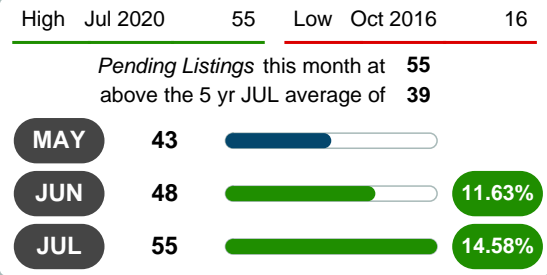 High Jul 2020 55 Low Oct 2016 16
Pending Listings this month at 55
above the 5 yr JUL average of 39
MAY 43
JUN 48 11.63%
JUL 55 14.58%